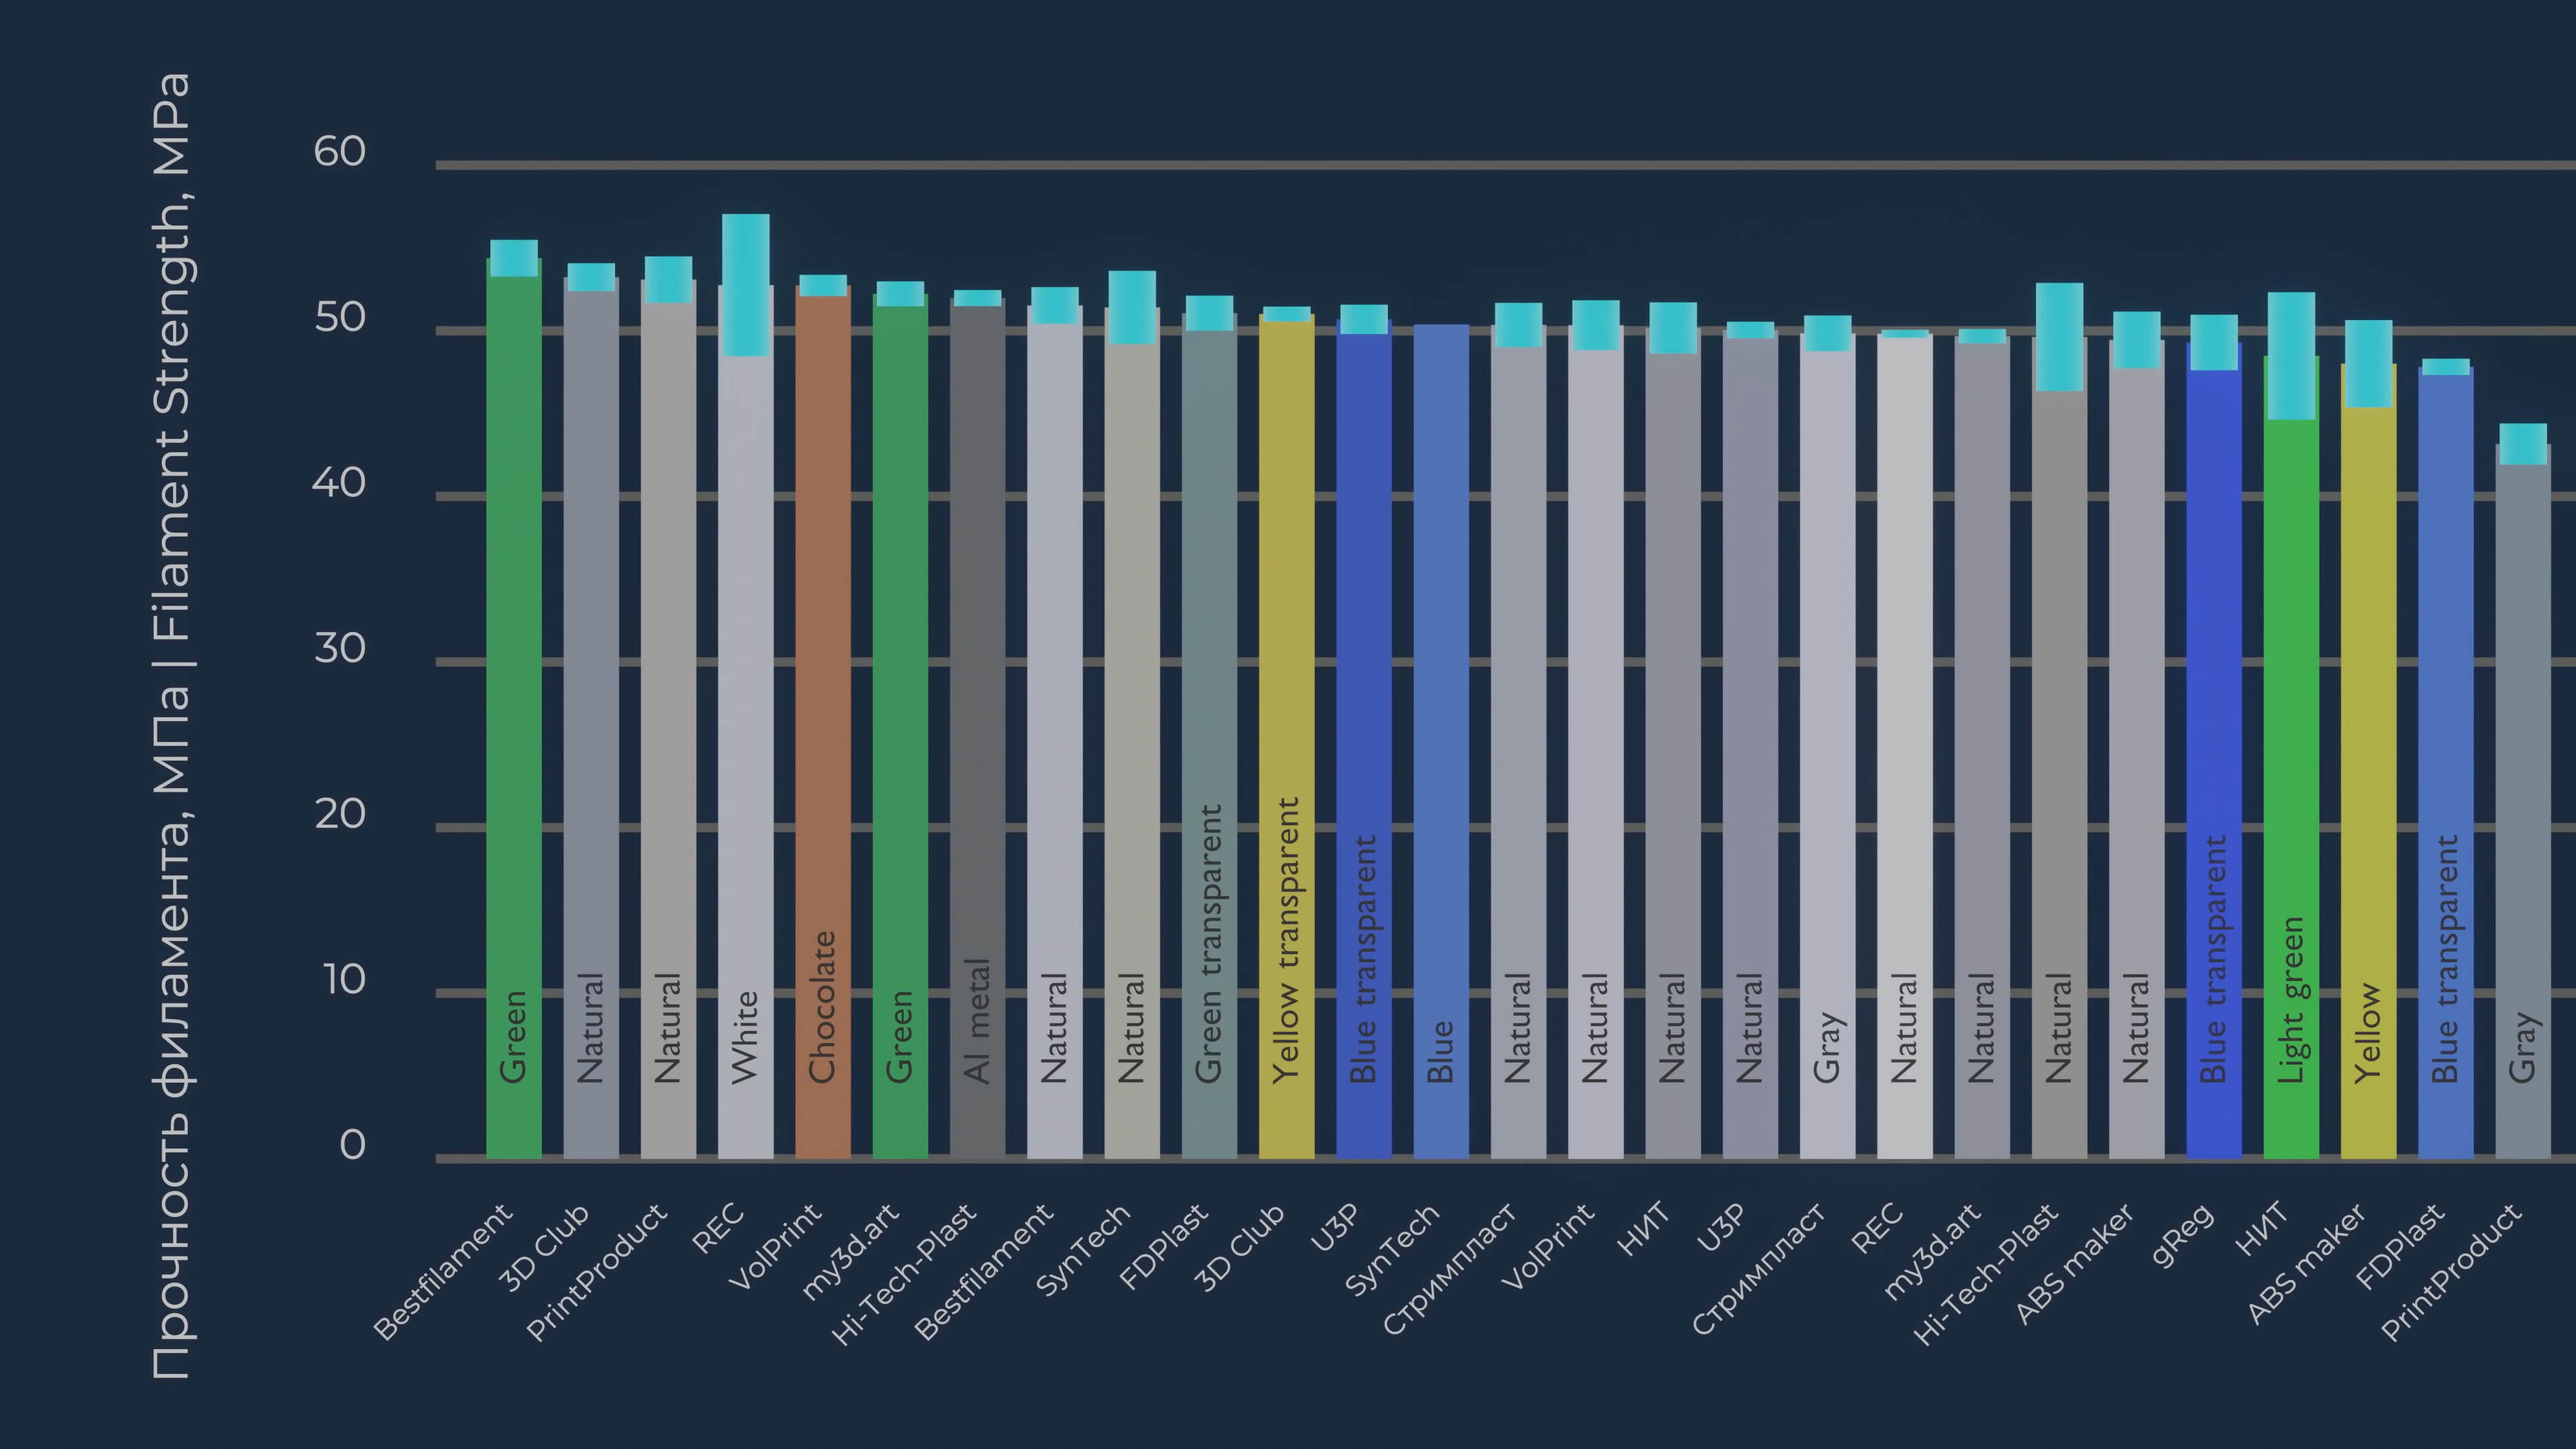 Прочность филамента, МПа | Filament Strength, MPa
60
50
40
30
20
10
0
Green
Natural
Natural
White
Chocolate
Green
Al metal
Natural
Natural
Green transparent
Yellow transparent
Blue transparent
Blue
Natural
Natural
Natural
Natural
Gray
Natural
Natural
Natural
Natural
Blue transparent
Light green
Yellow
Blue transparent
Gray
Bestfilament
3D Club
PrintProduct
REC
VolPrint
my3d.art
Hi-Tech-Plast
Bestfilament
SynTech
FDPlast
3D Club
U3P
SynTech
Стримпласт
VolPrint
НИТ
U3P
Стримпласт
REC
my3d.art
Hi-Tech-Plast
ABS maker
gReg
НИТ
ABS maker
FDPlast
PrintProduct